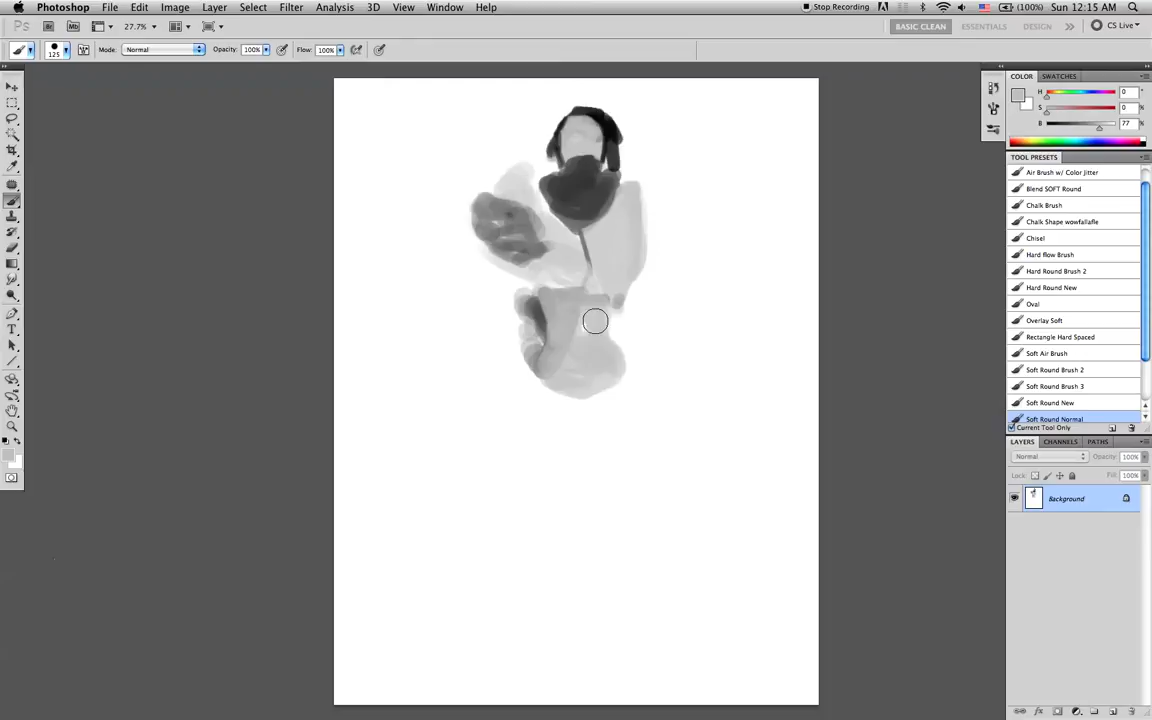 Photoshop File Edit Image Layer Select Filter Analysis 3D View Window Help Stop Recording (100%) Sun 12:15 AM
Ps Br Mb 27.7% BASIC CLEAN ESSENTIALS DESIGN CS Live
125 Mode: Normal Opacity: 100% Flow: 100%
COLOR SWATCHES
H 0 °
S 0 %
B 77 %
TOOL PRESETS
Air Brush w/ Color Jitter
Blend SOFT Round
Chalk Brush
Chalk Shape wowfallafle
Chisel
Hard flow Brush
Hard Round Brush 2
Hard Round New
Oval
Overlay Soft
Rectangle Hard Spaced
Soft Air Brush
Soft Round Brush 2
Soft Round Brush 3
Soft Round New
Soft Round Normal
Current Tool Only
LAYERS CHANNELS PATHS
Normal Opacity: 100%
Lock: Fill: 100%
Background